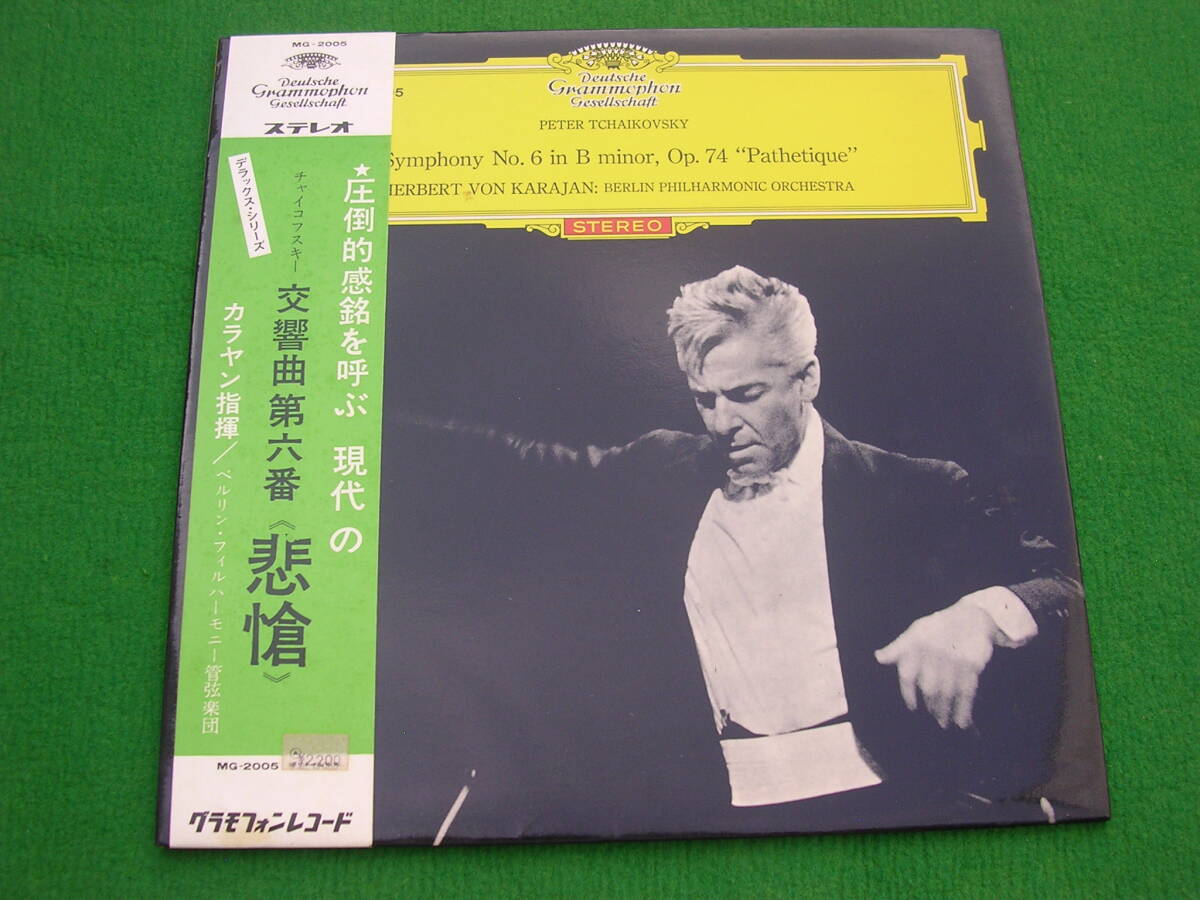 MG-2005
Deutsche
Grammophon
Gesellschaft
ステレオ
デラックス・シリーズ
★圧倒的感銘を呼ぶ 現代の
チャイコフスキー
交響曲第六番《悲愴》
カラヤン指揮/ベルリン・フィルハーモニー管弦楽団
MG-2005
¥2200
グラモフォンレコード
5
Deutsche
Grammophon
Gesellschaft
PETER TCHAIKOVSKY
Symphony No. 6 in B minor, Op. 74 “Pathetique”
HERBERT VON KARAJAN: BERLIN PHILHARMONIC ORCHESTRA
STEREO